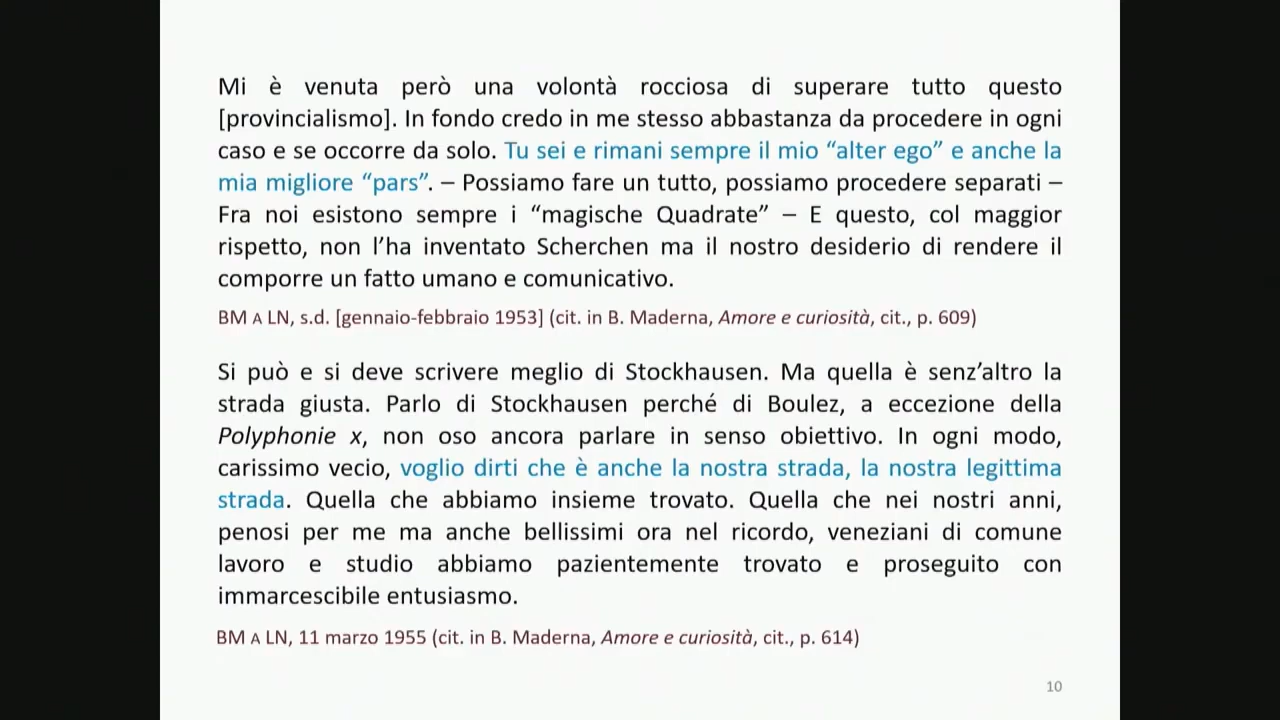 Mi è venuta però una volontà rocciosa di superare tutto questo
[provincialismo]. In fondo credo in me stesso abbastanza da procedere in ogni
caso e se occorre da solo. Tu sei e rimani sempre il mio “alter ego” e anche la
mia migliore “pars”. – Possiamo fare un tutto, possiamo procedere separati –
Fra noi esistono sempre i “magische Quadrate” – E questo, col maggior
rispetto, non l’ha inventato Scherchen ma il nostro desiderio di rendere il
comporre un fatto umano e comunicativo.
BM A LN, s.d. [gennaio-febbraio 1953] (cit. in B. Maderna, Amore e curiosità, cit., p. 609)
Si può e si deve scrivere meglio di Stockhausen. Ma quella è senz’altro la
strada giusta. Parlo di Stockhausen perché di Boulez, a eccezione della
Polyphonie x, non oso ancora parlare in senso obiettivo. In ogni modo,
carissimo vecio, voglio dirti che è anche la nostra strada, la nostra legittima
strada. Quella che abbiamo insieme trovato. Quella che nei nostri anni,
penosi per me ma anche bellissimi ora nel ricordo, veneziani di comune
lavoro e studio abbiamo pazientemente trovato e proseguito con
immarcescibile entusiasmo.
BM A LN, 11 marzo 1955 (cit. in B. Maderna, Amore e curiosità, cit., p. 614)
10